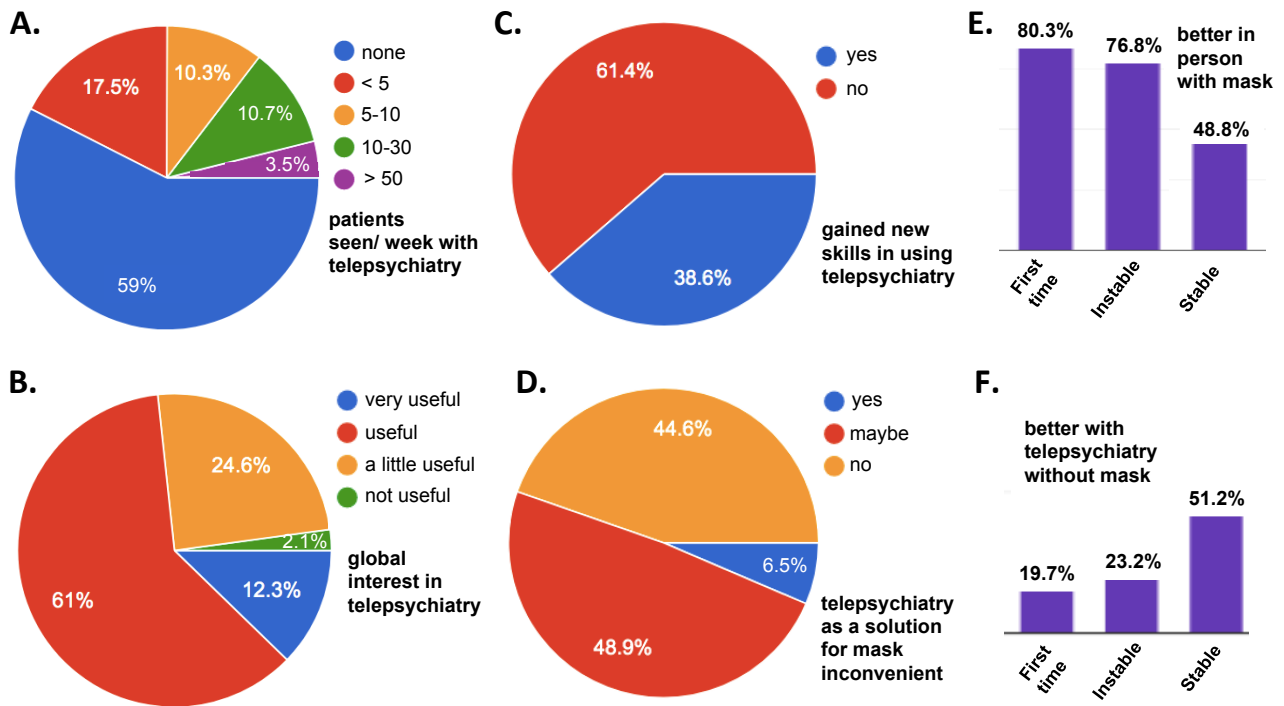 A.
17.5%
10.3%
10.7%
3.5%
59%
none
< 5
5-10
10-30
> 50
patients
seen/ week with
telepsychiatry
B.
24.6%
2.1%
12.3%
61%
very useful
useful
a little useful
not useful
global
interest in
telepsychiatry
C.
61.4%
38.6%
yes
no
gained new
skills in using
telepsychiatry
D.
44.6%
6.5%
48.9%
yes
maybe
no
telepsychiatry
as a solution
for mask
inconvenient
E.
80.3%
76.8%
48.8%
better in
person
with mask
First
time
Instable
Stable
F.
better with
telepsychiatry
without mask
19.7%
23.2%
51.2%
First
time
Instable
Stable